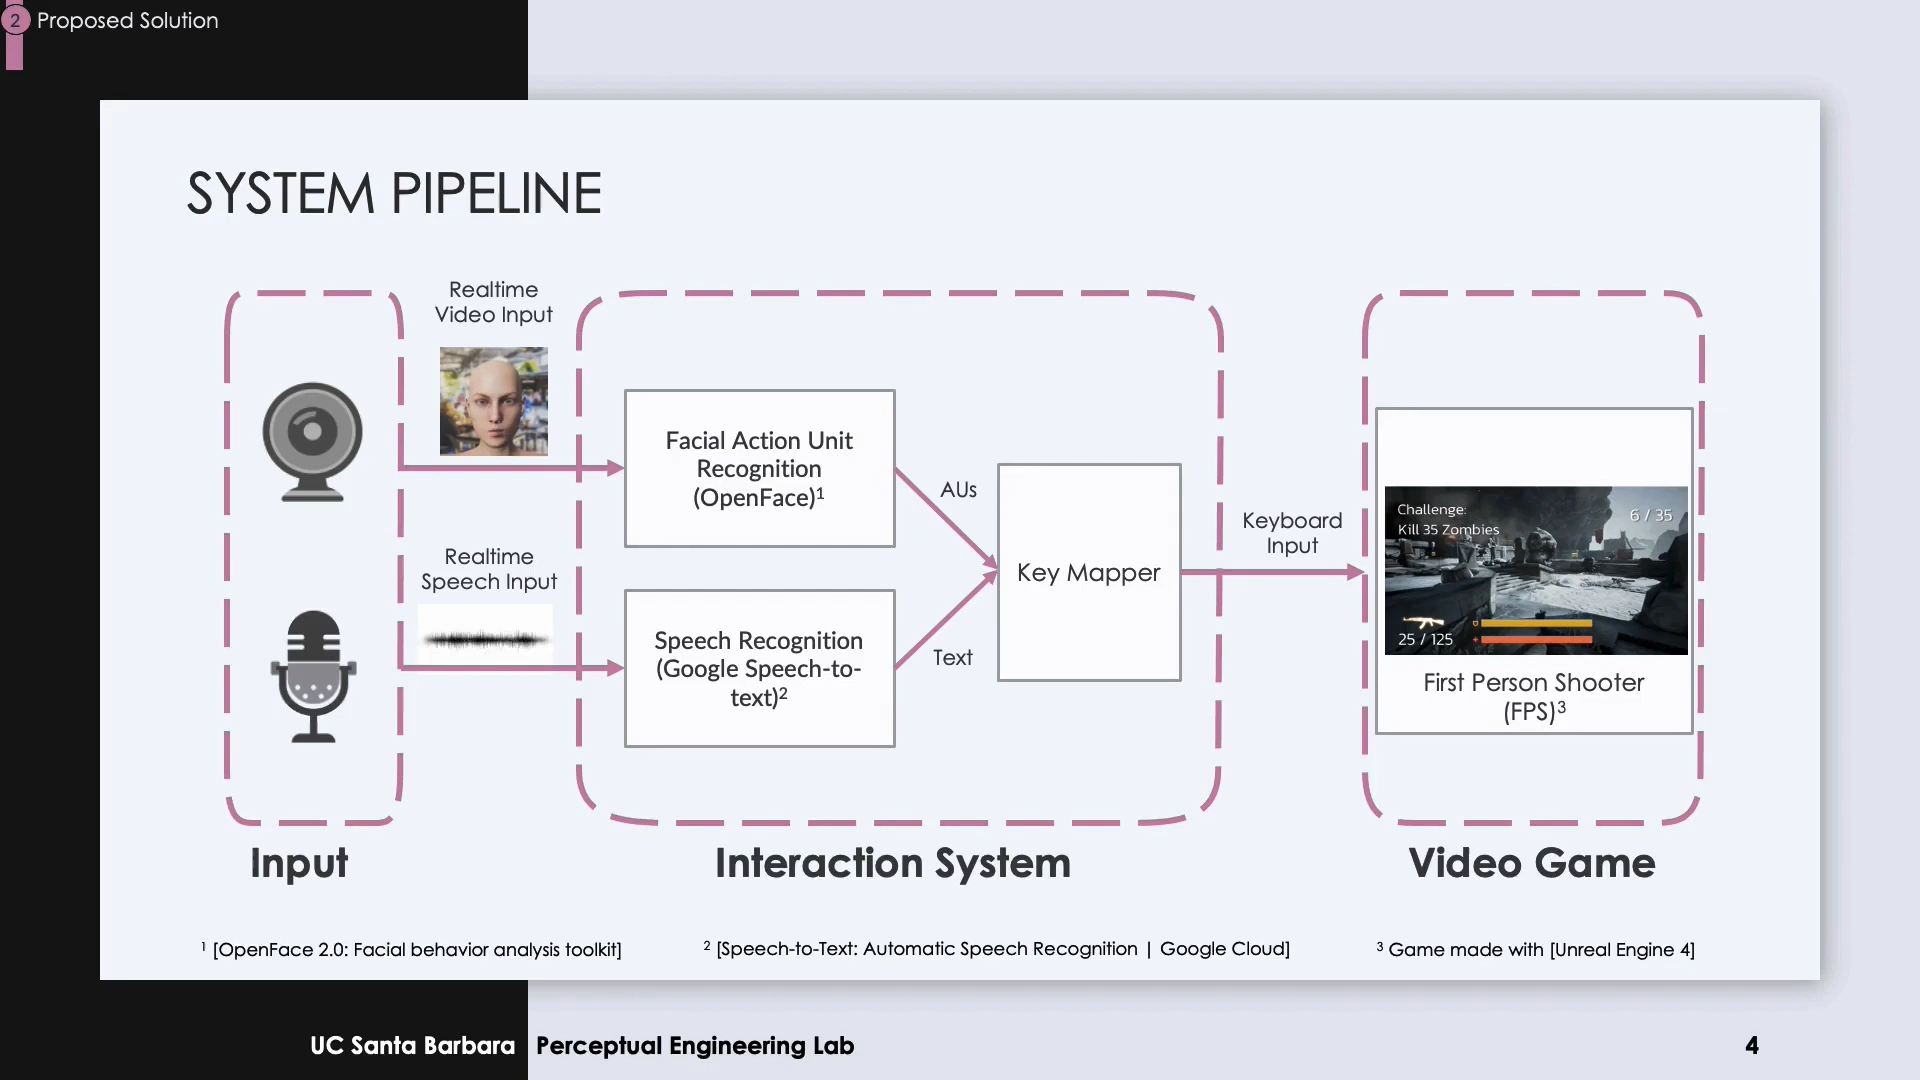 2 Proposed Solution
SYSTEM PIPELINE
Realtime
Video Input
Realtime
Speech Input
Facial Action Unit
Recognition
(OpenFace)¹
Speech Recognition
(Google Speech-to-
text)²
AUs
Text
Key Mapper
Keyboard
Input
Challenge:
Kill 35 Zombies
6 / 35
25 / 125
First Person Shooter
(FPS)³
Input
Interaction System
Video Game
¹ [OpenFace 2.0: Facial behavior analysis toolkit]
² [Speech-to-Text: Automatic Speech Recognition | Google Cloud]
³ Game made with [Unreal Engine 4]
UC Santa Barbara Perceptual Engineering Lab
4